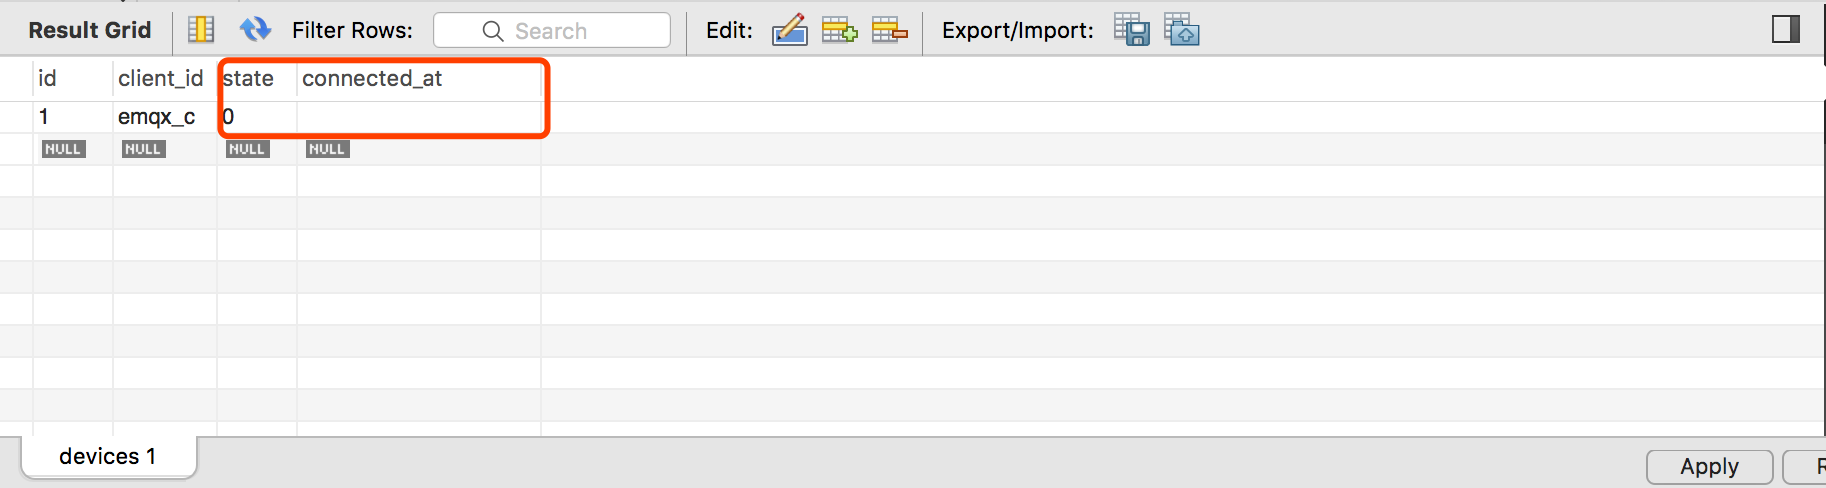 Result Grid Filter Rows: Search Edit: Export/Import:
id client_id state connected_at
1 emqx_c 0
NULL NULL NULL NULL
devices 1
Apply R